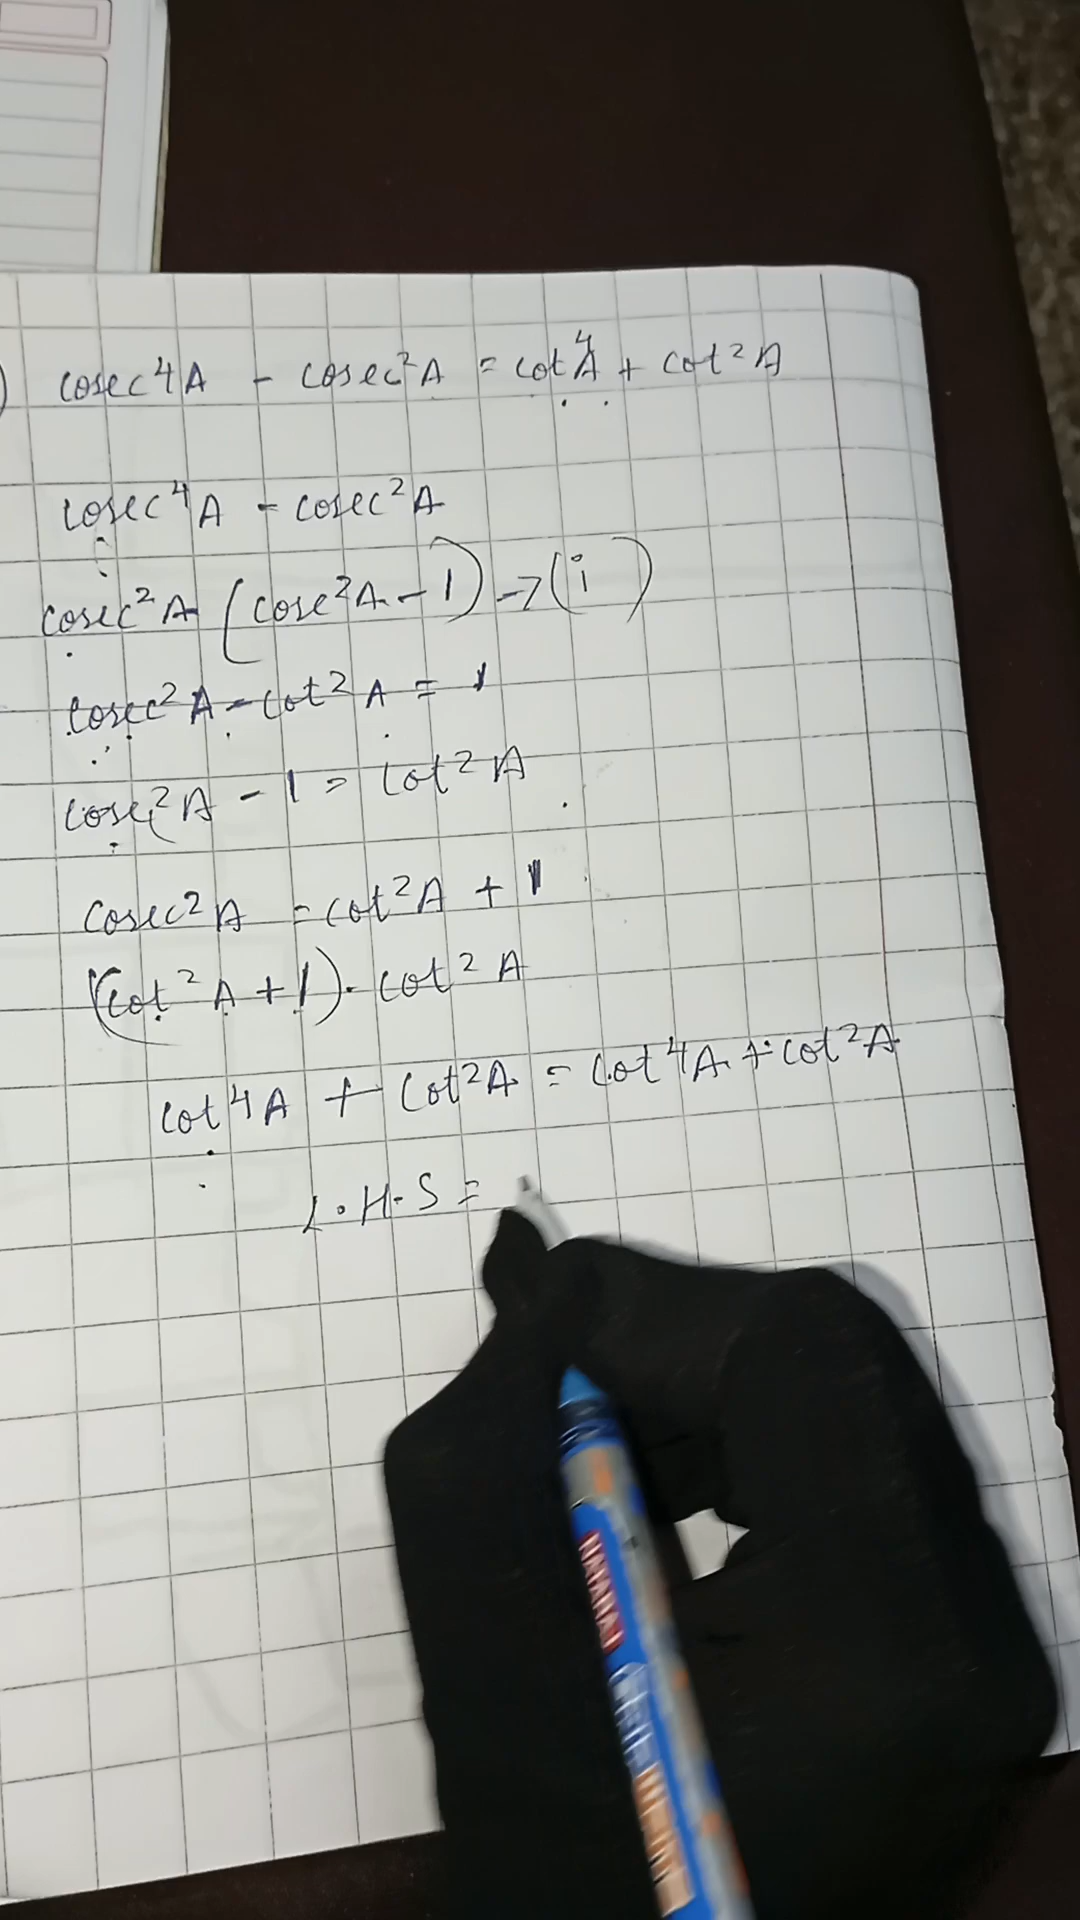 ) cosec⁴A - cosec²A = cot⁴A + cot²A
cosec⁴A - cosec²A
cosec²A (cose²A - 1) -> (i)
cosec²A - cot²A = 1
cosec²A - 1 = cot²A
cosec²A = cot²A + 1
(cot²A + 1) · cot²A
cot⁴A + cot²A = cot⁴A + cot²A
L.H.S =